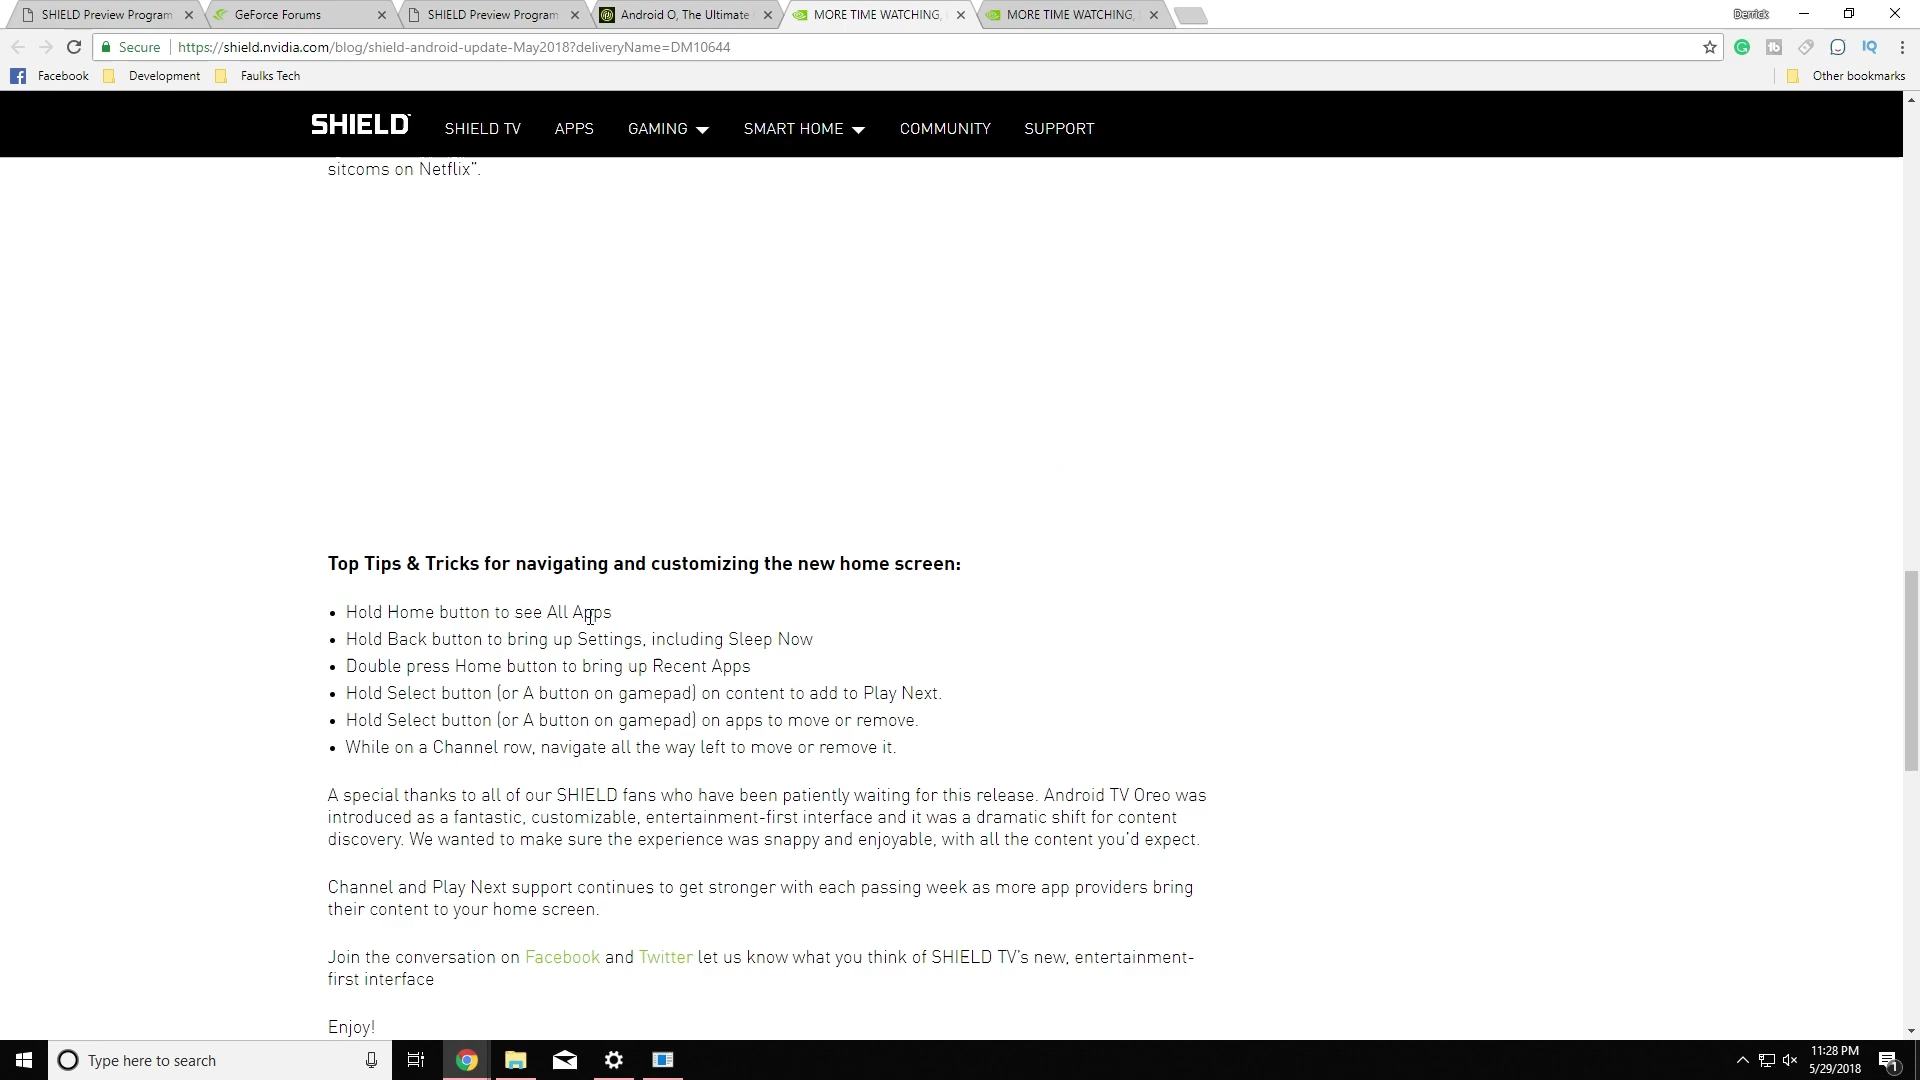 SHIELD Preview Program
GeForce Forums
SHIELD Preview Program
Android O, The Ultimate
MORE TIME WATCHING,
MORE TIME WATCHING,
Derrick
Secure
https://shield.nvidia.com/blog/shield-android-update-May2018?deliveryName=DM10644
Facebook
Development
Faulks Tech
Other bookmarks
SHIELD
SHIELD TV
APPS
GAMING
SMART HOME
COMMUNITY
SUPPORT
sitcoms on Netflix”.
Top Tips & Tricks for navigating and customizing the new home screen:
• Hold Home button to see All Apps
• Hold Back button to bring up Settings, including Sleep Now
• Double press Home button to bring up Recent Apps
• Hold Select button (or A button on gamepad) on content to add to Play Next.
• Hold Select button (or A button on gamepad) on apps to move or remove.
• While on a Channel row, navigate all the way left to move or remove it.
A special thanks to all of our SHIELD fans who have been patiently waiting for this release. Android TV Oreo was
introduced as a fantastic, customizable, entertainment-first interface and it was a dramatic shift for content
discovery. We wanted to make sure the experience was snappy and enjoyable, with all the content you’d expect.
Channel and Play Next support continues to get stronger with each passing week as more app providers bring
their content to your home screen.
Join the conversation on Facebook and Twitter let us know what you think of SHIELD TV’s new, entertainment-
first interface
Enjoy!
Type here to search
11:28 PM
5/29/2018
1